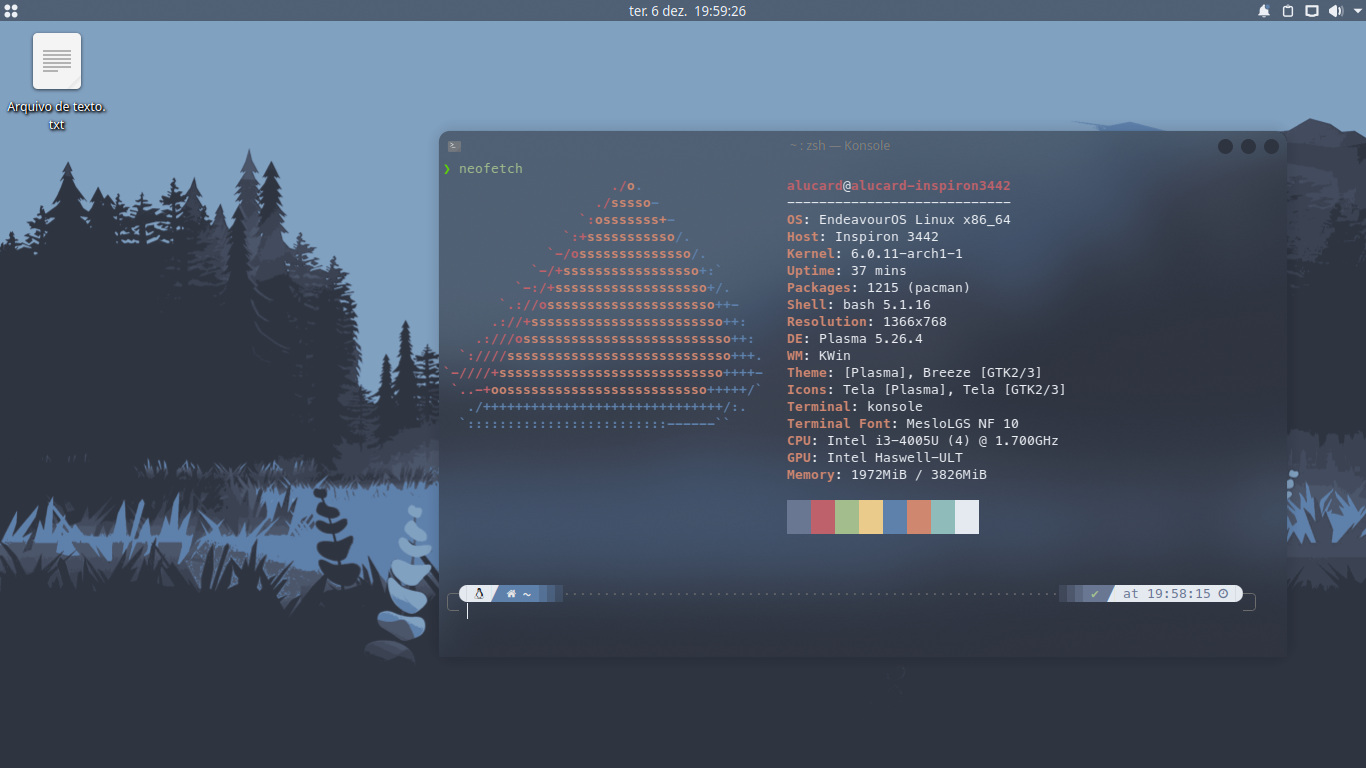 ter. 6 dez. 19:59:26
Arquivo de texto.
txt
~ : zsh — Konsole
❯ neofetch
./o.
./sssso-
`:osssssss+-
`:+sssssssssso/.
`-/ossssssssssssso/.
`-/+sssssssssssssssso+:`
`-:/+sssssssssssssssssso+/.
`.://osssssssssssssssssssso++-
.://+ssssssssssssssssssssssso++:
.:///ossssssssssssssssssssssssso++:
`:////ssssssssssssssssssssssssssso+++.
`-////+ssssssssssssssssssssssssssso++++-
`..-+oosssssssssssssssssssssssso+++++/`
./++++++++++++++++++++++++++++++/:.
`:::::::::::::::::::::::::------``
alucard@alucard-inspiron3442
----------------------------
OS: EndeavourOS Linux x86_64
Host: Inspiron 3442
Kernel: 6.0.11-arch1-1
Uptime: 37 mins
Packages: 1215 (pacman)
Shell: bash 5.1.16
Resolution: 1366x768
DE: Plasma 5.26.4
WM: KWin
Theme: [Plasma], Breeze [GTK2/3]
Icons: Tela [Plasma], Tela [GTK2/3]
Terminal: konsole
Terminal Font: MesloLGS NF 10
CPU: Intel i3-4005U (4) @ 1.700GHz
GPU: Intel Haswell-ULT
Memory: 1972MiB / 3826MiB
~ ✔ at 19:58:15